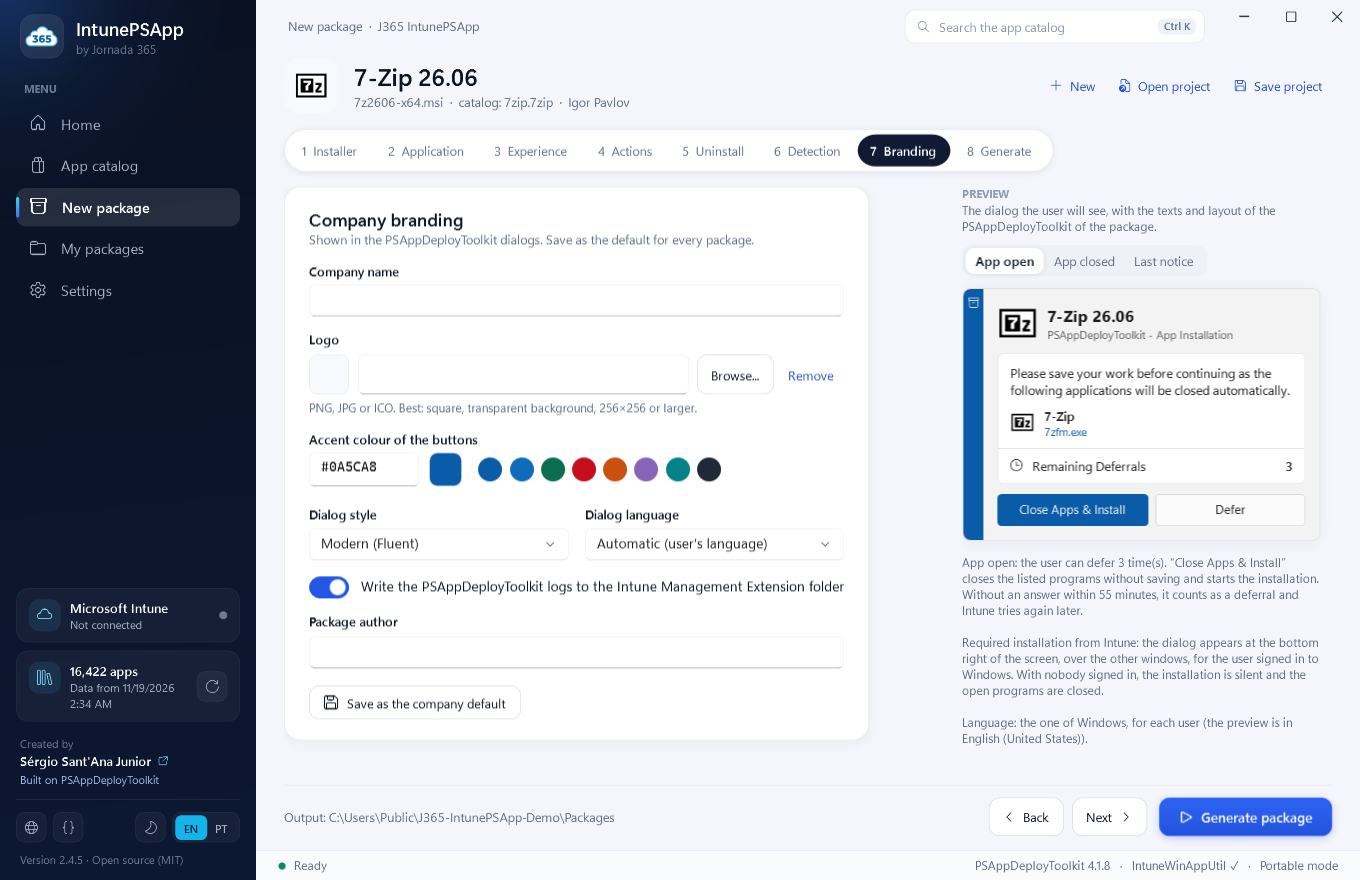 365
IntunePSApp
by Jornada 365
MENU
Home
App catalog
New package
My packages
Settings
Microsoft Intune
Not connected
16,422 apps
Data from 11/19/2026
2:34 AM
Created by
Sérgio Sant'Ana Junior
Built on PSAppDeployToolkit
{}
EN
PT
Version 2.4.5 · Open source (MIT)
New package · J365 IntunePSApp
Search the app catalog
Ctrl K
7z
7-Zip 26.06
7z2606-x64.msi · catalog: 7zip.7zip · Igor Pavlov
New
Open project
Save project
1 Installer
2 Application
3 Experience
4 Actions
5 Uninstall
6 Detection
7 Branding
8 Generate
Company branding
Shown in the PSAppDeployToolkit dialogs. Save as the default for every package.
Company name
Logo
Browse...
Remove
PNG, JPG or ICO. Best: square, transparent background, 256×256 or larger.
Accent colour of the buttons
#0A5CA8
Dialog style
Dialog language
Modern (Fluent)
Automatic (user's language)
Write the PSAppDeployToolkit logs to the Intune Management Extension folder
Package author
Save as the company default
PREVIEW
The dialog the user will see, with the texts and layout of the
PSAppDeployToolkit of the package.
App open
App closed
Last notice
7z
7-Zip 26.06
PSAppDeployToolkit - App Installation
Please save your work before continuing as the
following applications will be closed automatically.
7z
7-Zip
7zfm.exe
Remaining Deferrals
3
Close Apps & Install
Defer
App open: the user can defer 3 time(s). “Close Apps & Install”
closes the listed programs without saving and starts the installation.
Without an answer within 55 minutes, it counts as a deferral and
Intune tries again later.
Required installation from Intune: the dialog appears at the bottom
right of the screen, over the other windows, for the user signed in to
Windows. With nobody signed in, the installation is silent and the
open programs are closed.
Language: the one of Windows, for each user (the preview is in
English (United States)).
Output: C:\Users\Public\J365-IntunePSApp-Demo\Packages
Back
Next
Generate package
Ready
PSAppDeployToolkit 4.1.8 · IntuneWinAppUtil ✓ · Portable mode